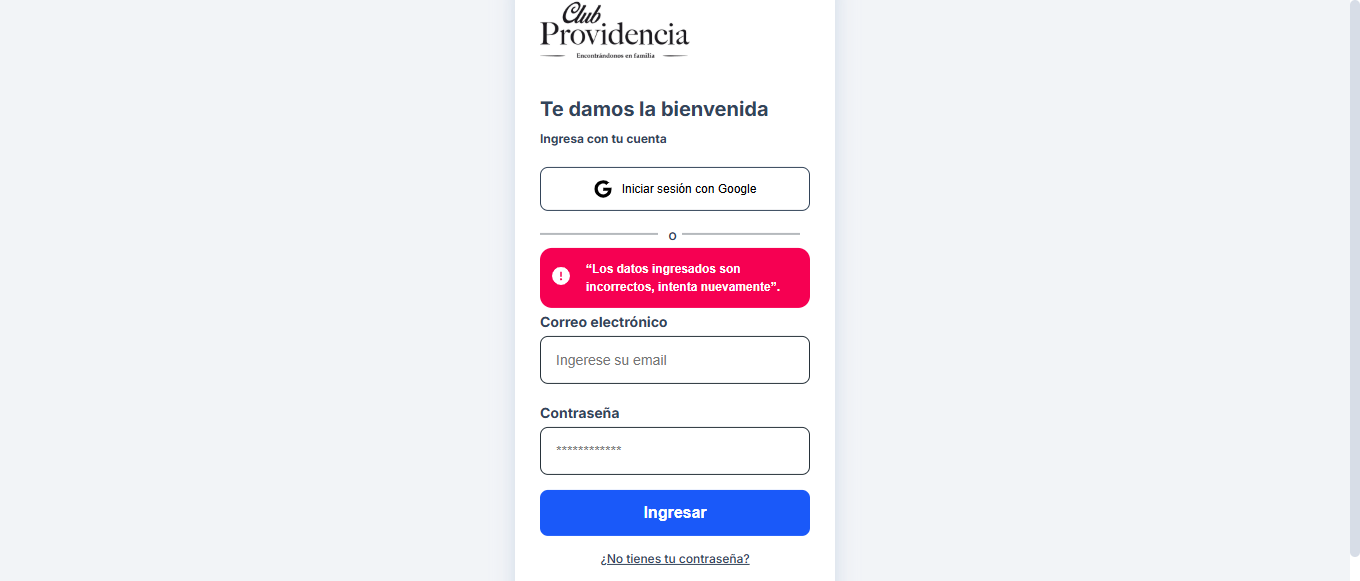 Club
Providencia
Encontrándonos en familia
Te damos la bienvenida
Ingresa con tu cuenta
G Iniciar sesión con Google
o
“Los datos ingresados son
incorrectos, intenta nuevamente”.
Correo electrónico
Ingerese su email
Contraseña
************
Ingresar
¿No tienes tu contraseña?